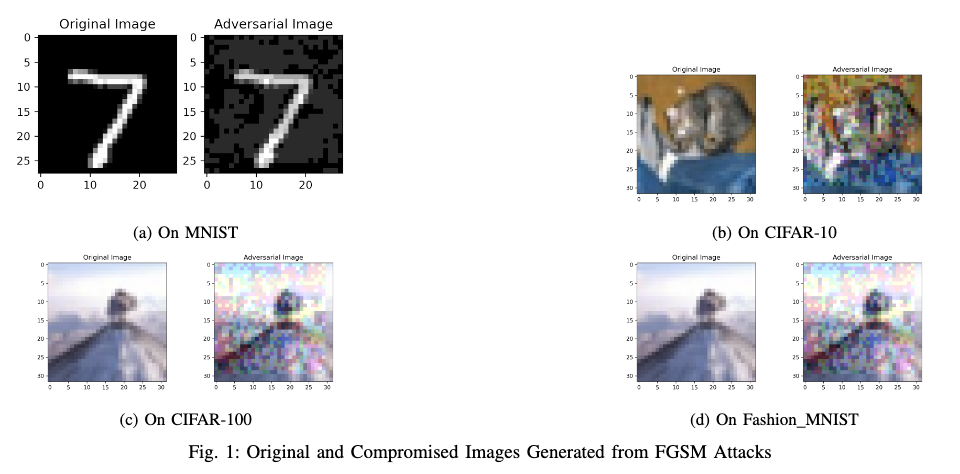 Original Image
Adversarial Image
0
5
10
15
20
25
0 10 20
0
5
10
15
20
25
0 10 20
Original Image
Adversarial Image
0
5
10
15
20
25
30
0 5 10 15 20 25 30
0
5
10
15
20
25
30
0 5 10 15 20 25 30
(a) On MNIST
(b) On CIFAR-10
Original Image
Adversarial Image
0
5
10
15
20
25
30
0 5 10 15 20 25 30
0
5
10
15
20
25
30
0 5 10 15 20 25 30
Original Image
Adversarial Image
0
5
10
15
20
25
30
0 5 10 15 20 25 30
0
5
10
15
20
25
30
0 5 10 15 20 25 30
(c) On CIFAR-100
(d) On Fashion_MNIST
Fig. 1: Original and Compromised Images Generated from FGSM Attacks